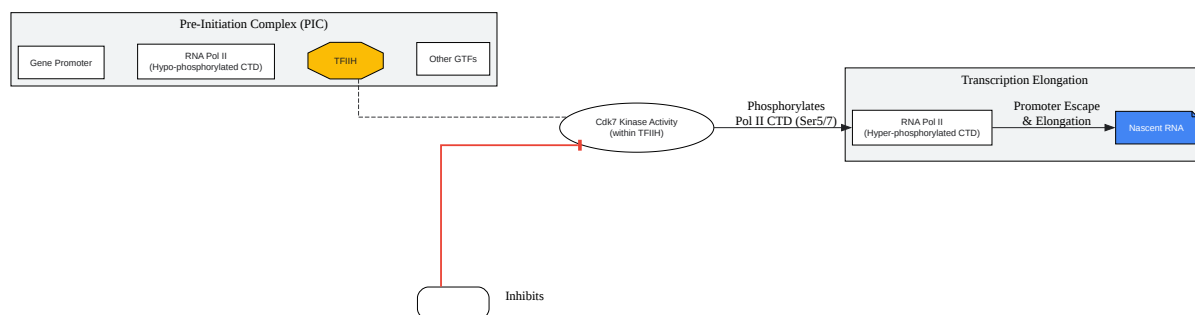 Pre-Initiation Complex (PIC)
Gene Promoter
RNA Pol II
(Hypo-phosphorylated CTD)
TFIIH
Other GTFs
Cdk7 Kinase Activity
(within TFIIH)
Phosphorylates
Pol II CTD (Ser5/7)
Transcription Elongation
RNA Pol II
(Hyper-phosphorylated CTD)
Promoter Escape
& Elongation
Nascent RNA
Inhibits